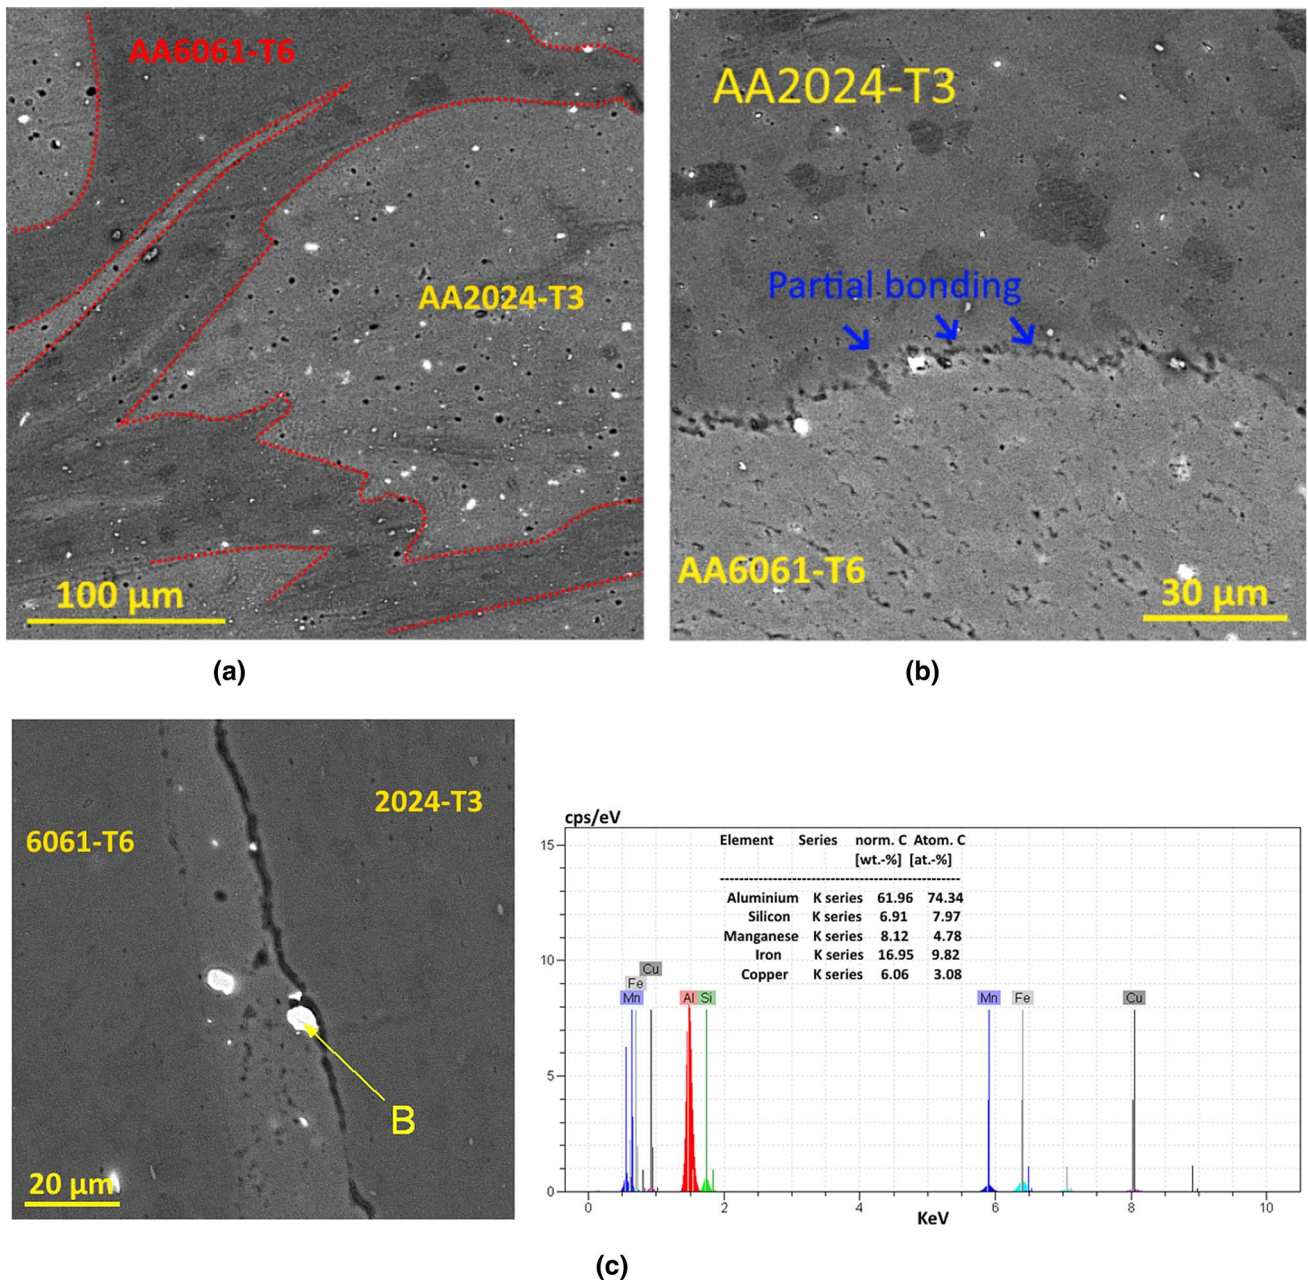 AA6061-T6
AA2024-T3
100 μm
(a)
AA2024-T3
Partial bonding
AA6061-T6
30 μm
(b)
6061-T6
2024-T3
B
20 μm
cps/eV
Element Series norm. C Atom. C
[wt.-%] [at.-%]
Aluminium K series 61.96 74.34
Silicon K series 6.91 7.97
Manganese K series 8.12 4.78
Iron K series 16.95 9.82
Copper K series 6.06 3.08
15
10
5
0
Cu
Fe
Mn Al Si Mn Fe Cu
0 2 4 6 8 10
KeV
(c)